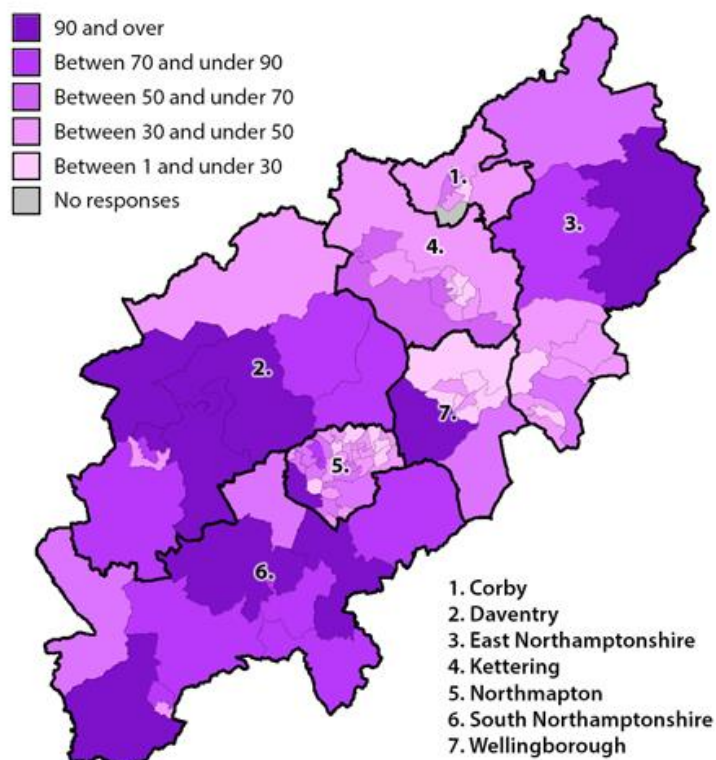 90 and over
Betwen 70 and under 90
Between 50 and under 70
Between 30 and under 50
Between 1 and under 30
No responses
1.
3.
4.
2.
7.
5.
6.
1. Corby
2. Daventry
3. East Northamptonshire
4. Kettering
5. Northmapton
6. South Northamptonshire
7. Wellingborough